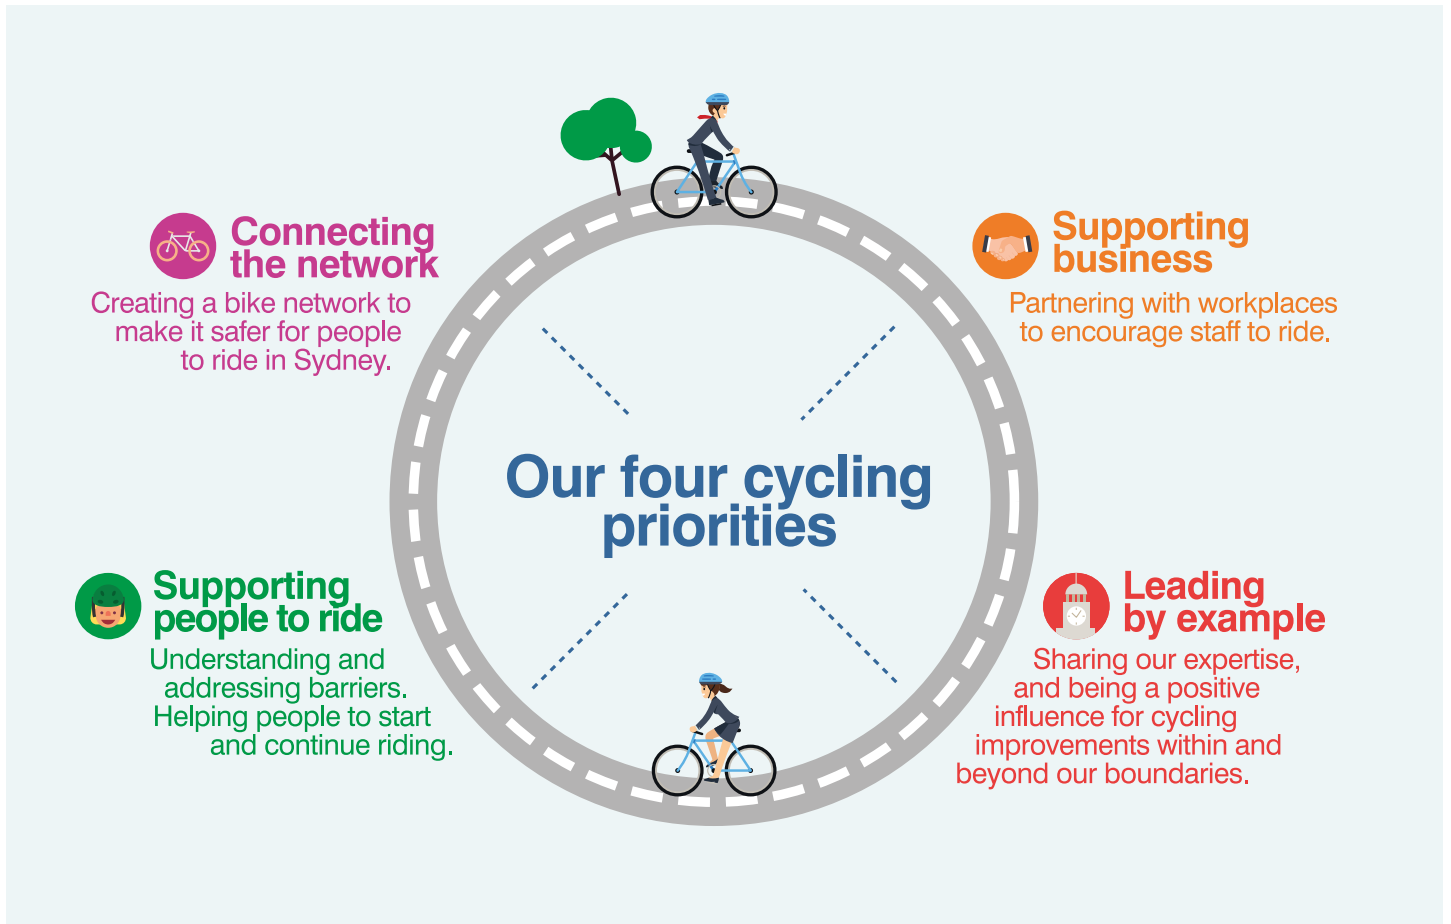 Connecting
the network
Creating a bike network to
make it safer for people
to ride in Sydney.
Supporting
business
Partnering with workplaces
to encourage staff to ride.
Our four cycling
priorities
Supporting
people to ride
Understanding and
addressing barriers.
Helping people to start
and continue riding.
Leading
by example
Sharing our expertise,
and being a positive
influence for cycling
improvements within and
beyond our boundaries.